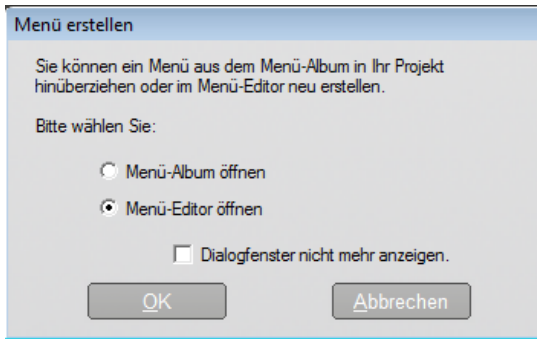 Menü erstellen
Sie können ein Menü aus dem Menü-Album in Ihr Projekt
hinüberziehen oder im Menü-Editor neu erstellen.
Bitte wählen Sie:
Menü-Album öffnen
Menü-Editor öffnen
Dialogfenster nicht mehr anzeigen.
OK
Abbrechen